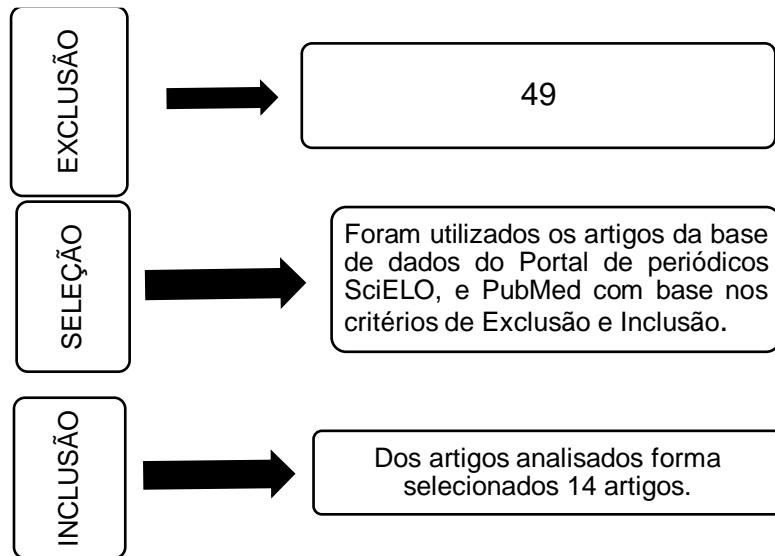 EXCLUSÃO
49
SELEÇÃO
Foram utilizados os artigos da base
de dados do Portal de periódicos
SciELO, e PubMed com base nos
critérios de Exclusão e Inclusão.
INCLUSÃO
Dos artigos analisados forma
selecionados 14 artigos.